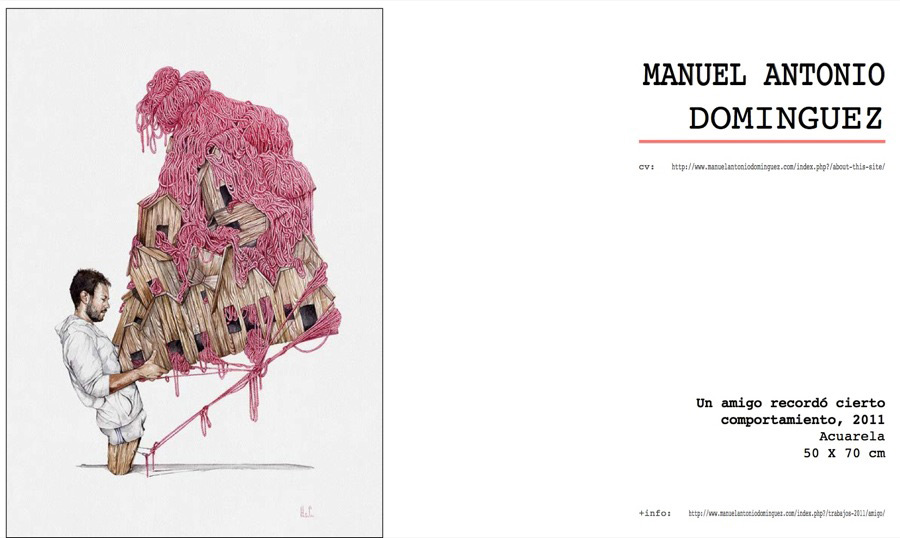 MANUEL ANTONIO
DOMINGUEZ
cv: http://www.manuelantoniodominguez.com/index.php?/about-this-site/
Un amigo recordó cierto
comportamiento, 2011
Acuarela
50 X 70 cm
+info: http://www.manuelantoniodominguez.com/index.php?/trabajos-2011/amigo/